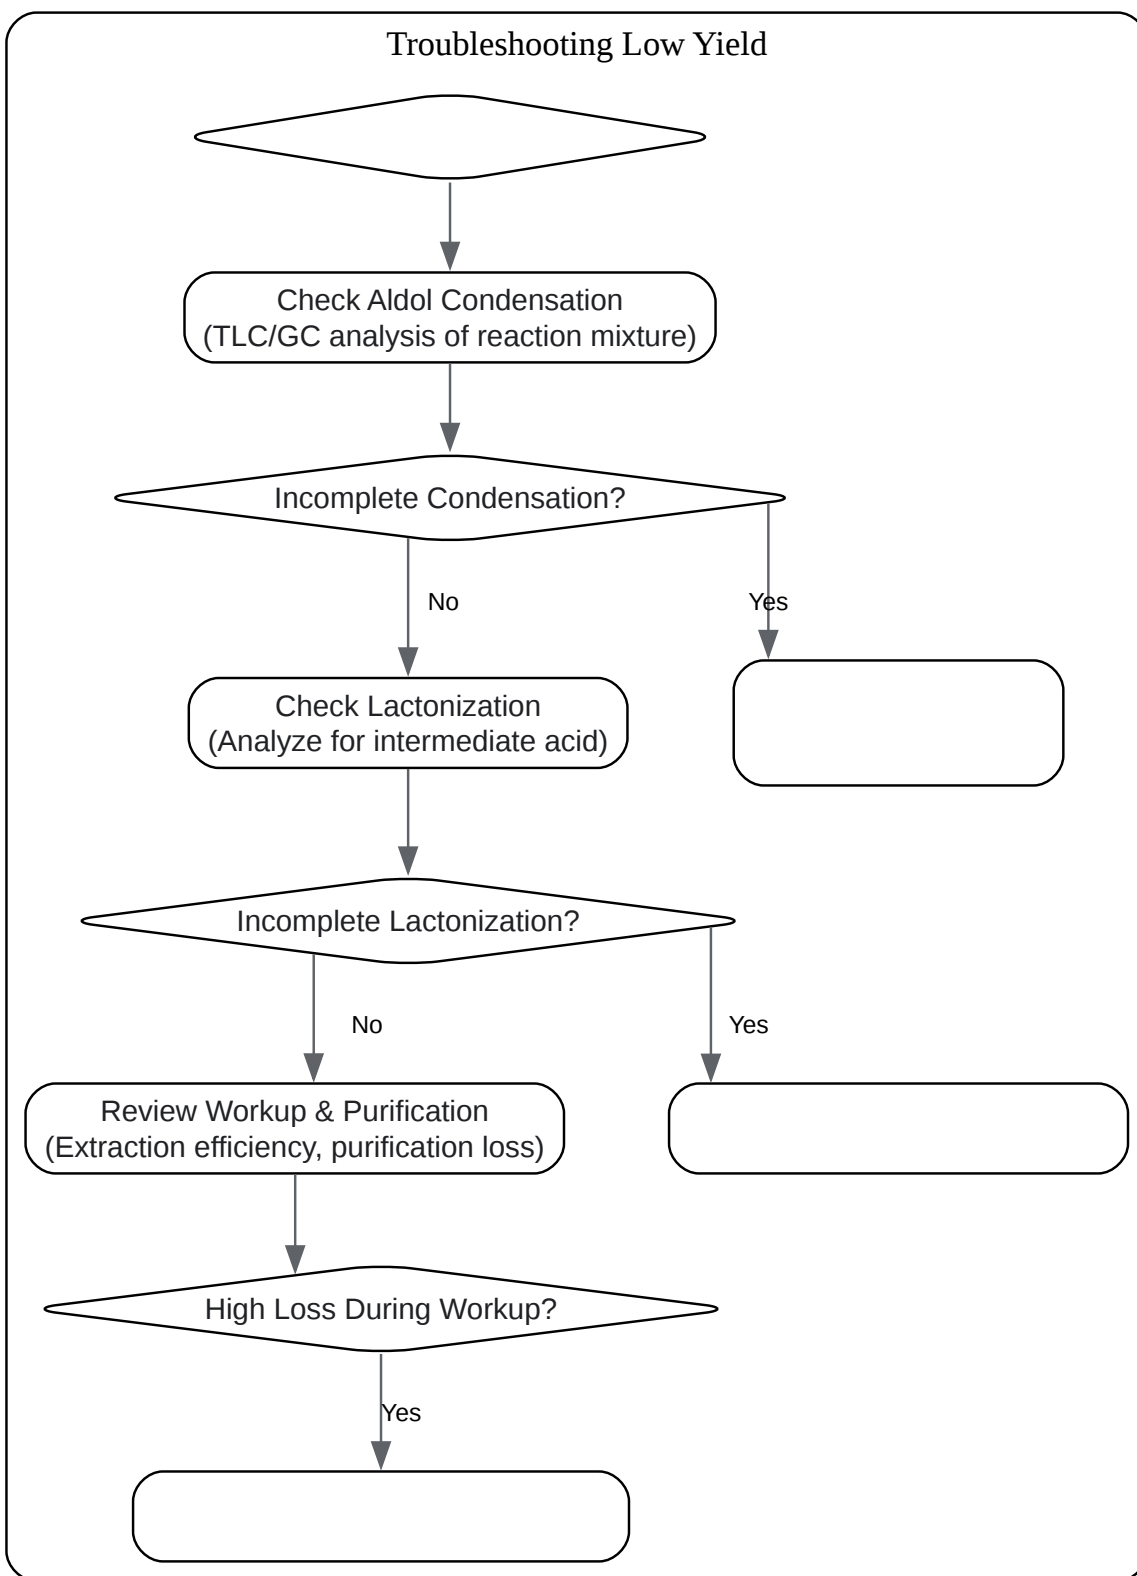 Troubleshooting Low Yield
Check Aldol Condensation
(TLC/GC analysis of reaction mixture)
Incomplete Condensation?
No
Yes
Check Lactonization
(Analyze for intermediate acid)
Incomplete Lactonization?
No
Yes
Review Workup & Purification
(Extraction efficiency, purification loss)
High Loss During Workup?
Yes